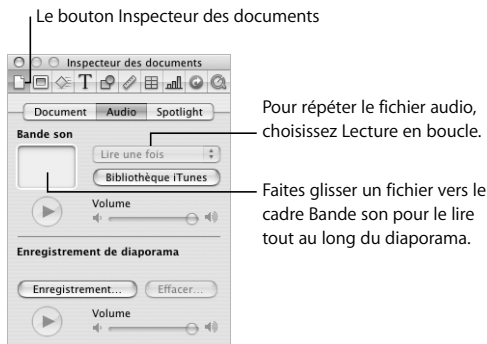 Le bouton Inspecteur des documents
Inspecteur des documents
T
Document Audio Spotlight
Bande son
Lire une fois
Bibliothèque iTunes
Volume
Enregistrement de diaporama
Enregistrement... Effacer...
Volume
Pour répéter le fichier audio,
choisissez Lecture en boucle.
Faites glisser un fichier vers le
cadre Bande son pour le lire
tout au long du diaporama.